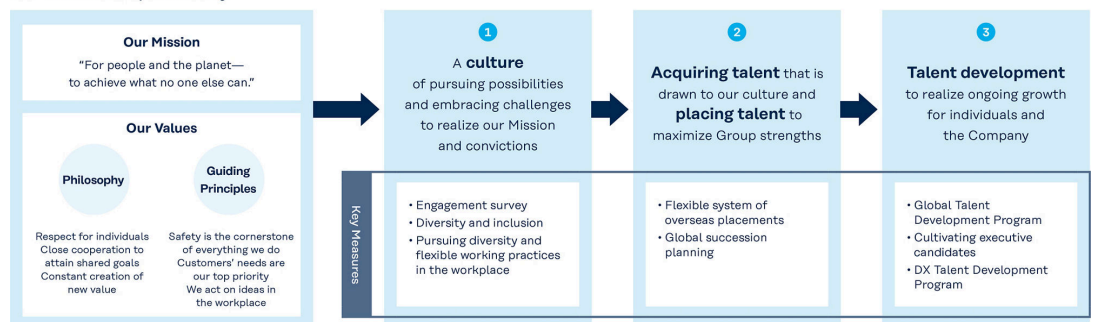 Our Mission
"For people and the planet—
to achieve what no one else can."
Our Values
Philosophy
Respect for individuals
Close cooperation to
attain shared goals
Constant creation of
new value
Guiding
Principles
Safety is the cornerstone
of everything we do
Customers' needs are
our top priority
We act on ideas in
the workplace
1
A culture
of pursuing possibilities
and embracing challenges
to realize our Mission
and convictions
2
Acquiring talent that is
drawn to our culture and
placing talent to
maximize Group strengths
3
Talent development
to realize ongoing growth
for individuals and
the Company
Key Measures
• Engagement survey
• Diversity and inclusion
• Pursuing diversity and
flexible working practices
in the workplace
• Flexible system of
overseas placements
• Global succession
planning
• Global Talent
Development Program
• Cultivating executive
candidates
• DX Talent Development
Program